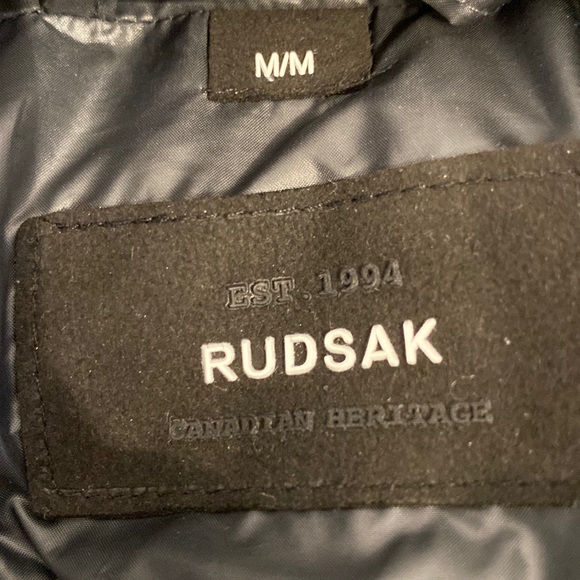 M/M
EST.1994
RUDSAK
CANADIAN HERITAGE